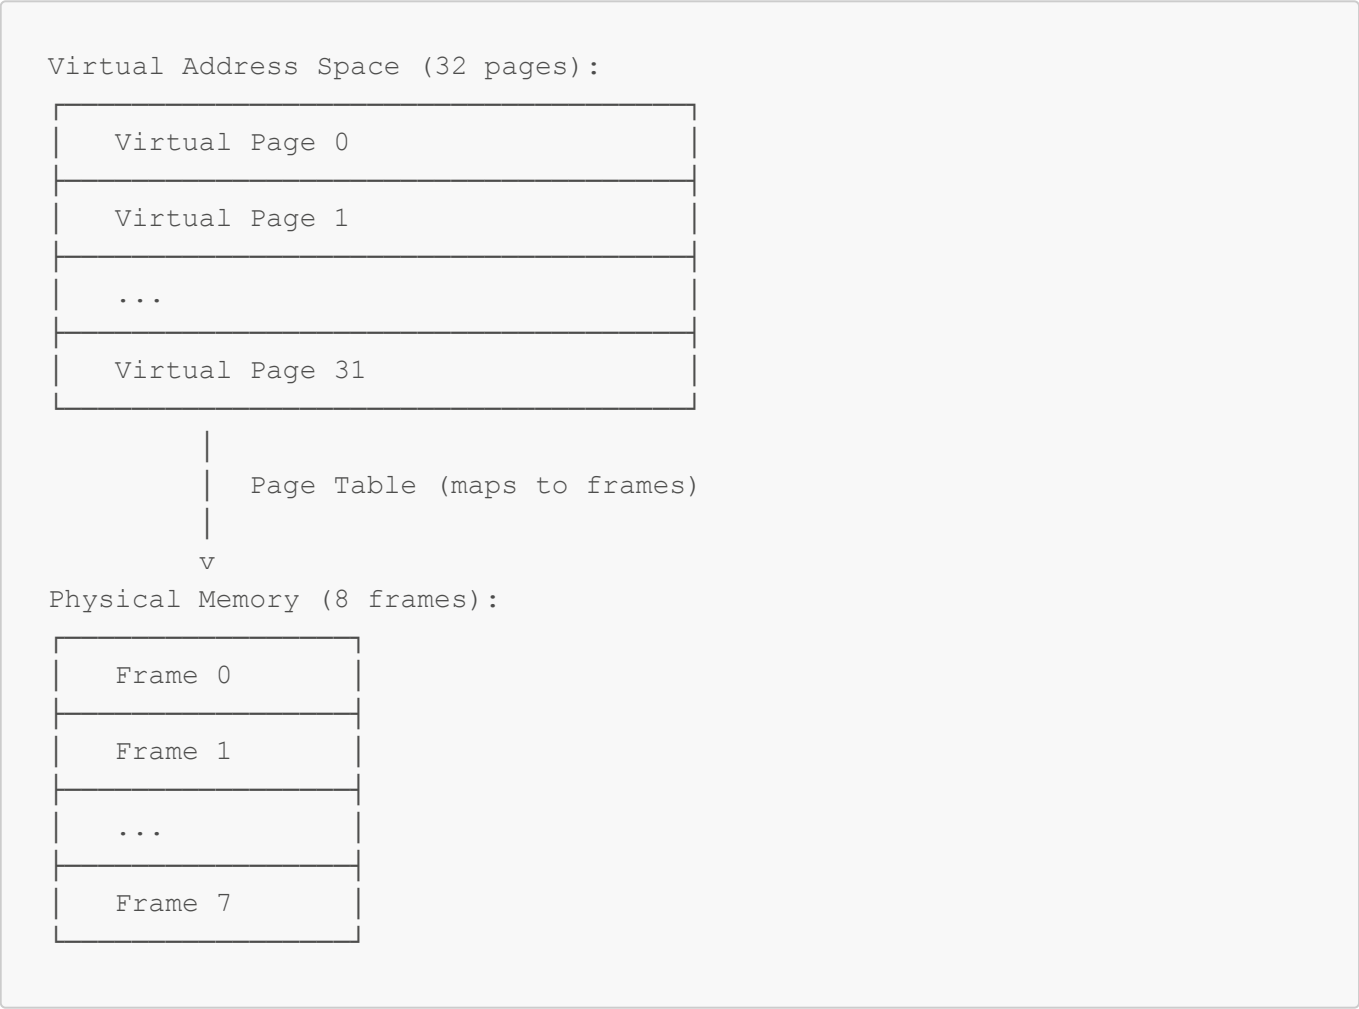 Virtual Address Space (32 pages):
Virtual Page 0
Virtual Page 1
...
Virtual Page 31
Page Table (maps to frames)
v
Physical Memory (8 frames):
Frame 0
Frame 1
...
Frame 7